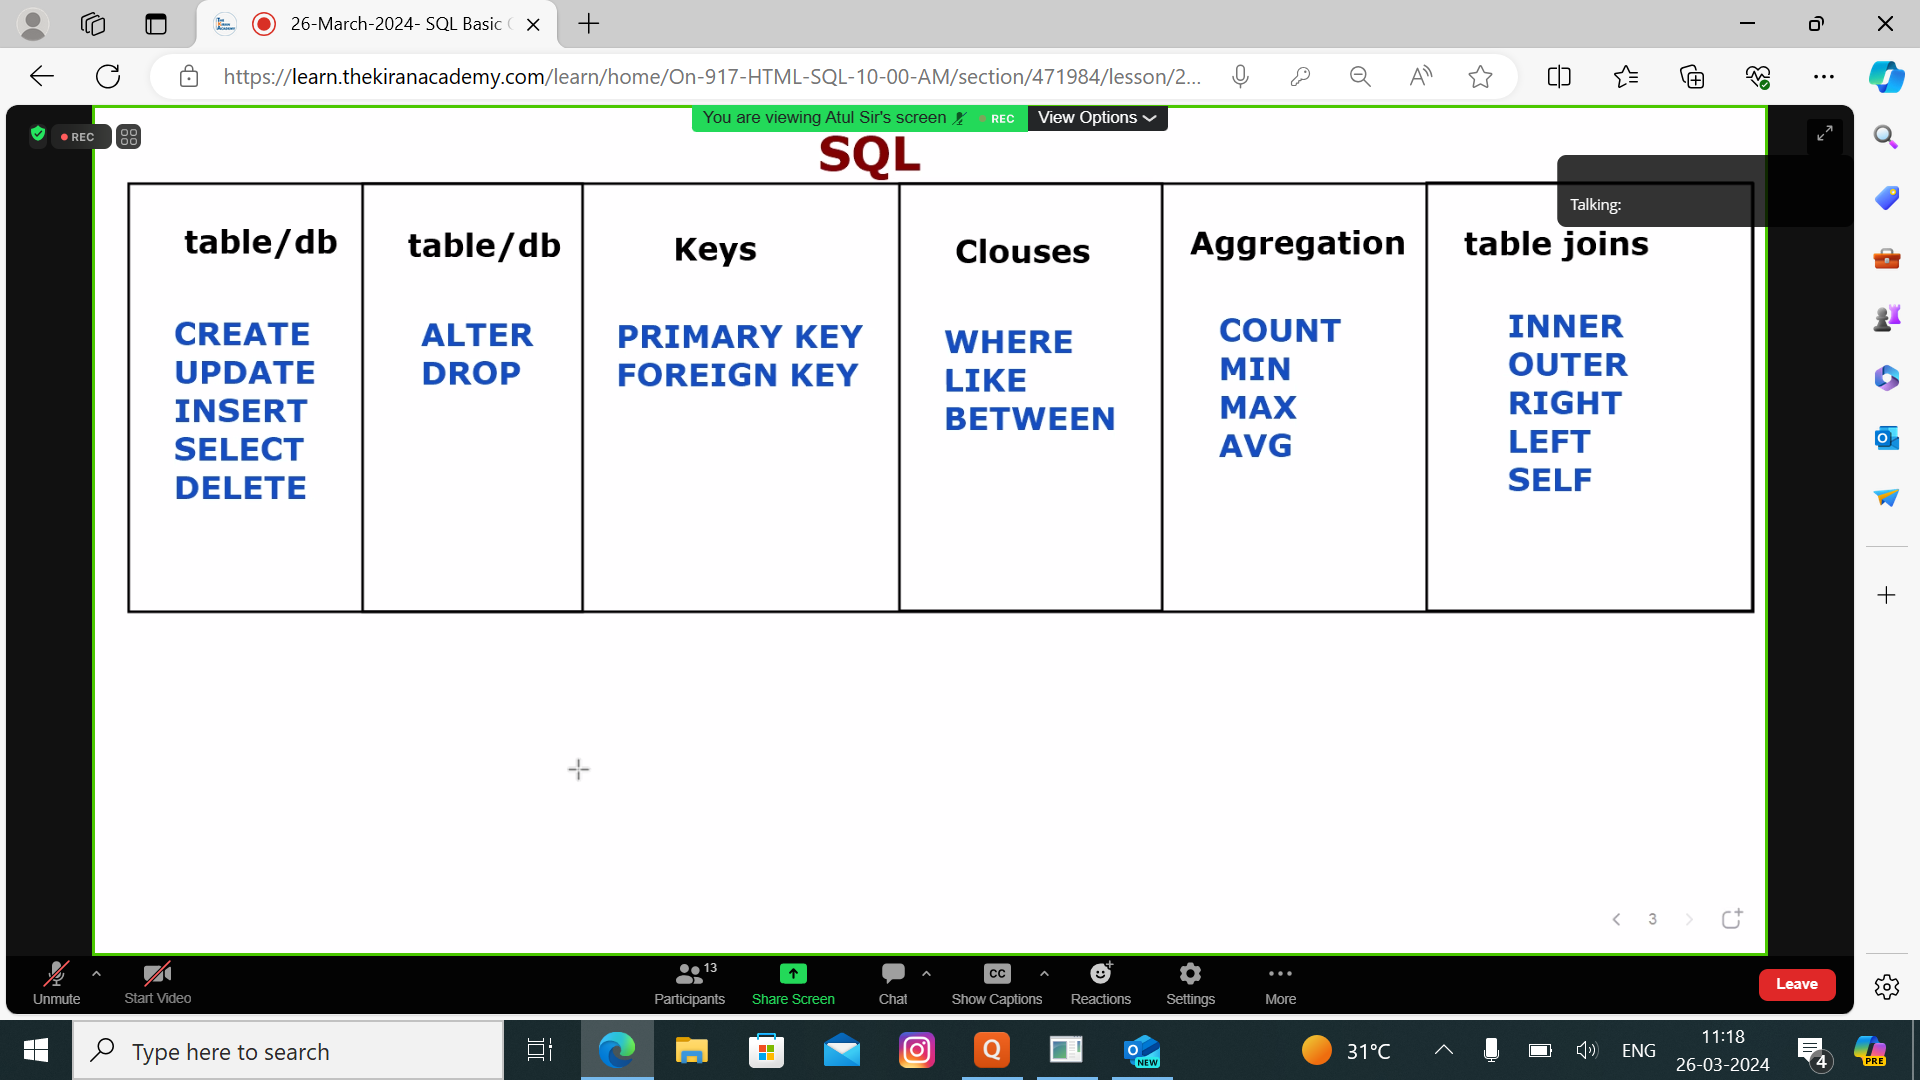 26-March-2024- SQL Basic
https://learn.thekiranacademy.com/learn/home/On-917-HTML-SQL-10-00-AM/section/471984/lesson/2...
You are viewing Atul Sir's screen
REC
View Options
REC
Talking:
SQL
table/db
CREATE
UPDATE
INSERT
SELECT
DELETE
table/db
ALTER
DROP
Keys
PRIMARY KEY
FOREIGN KEY
Clouses
WHERE
LIKE
BETWEEN
Aggregation
COUNT
MIN
MAX
AVG
table joins
INNER
OUTER
RIGHT
LEFT
SELF
3
Unmute
Start Video
13
Participants
Share Screen
Chat
CC
Show Captions
Reactions
Settings
More
Leave
Type here to search
Q
NEW
31°C
ENG
11:18
26-03-2024
4
PRE